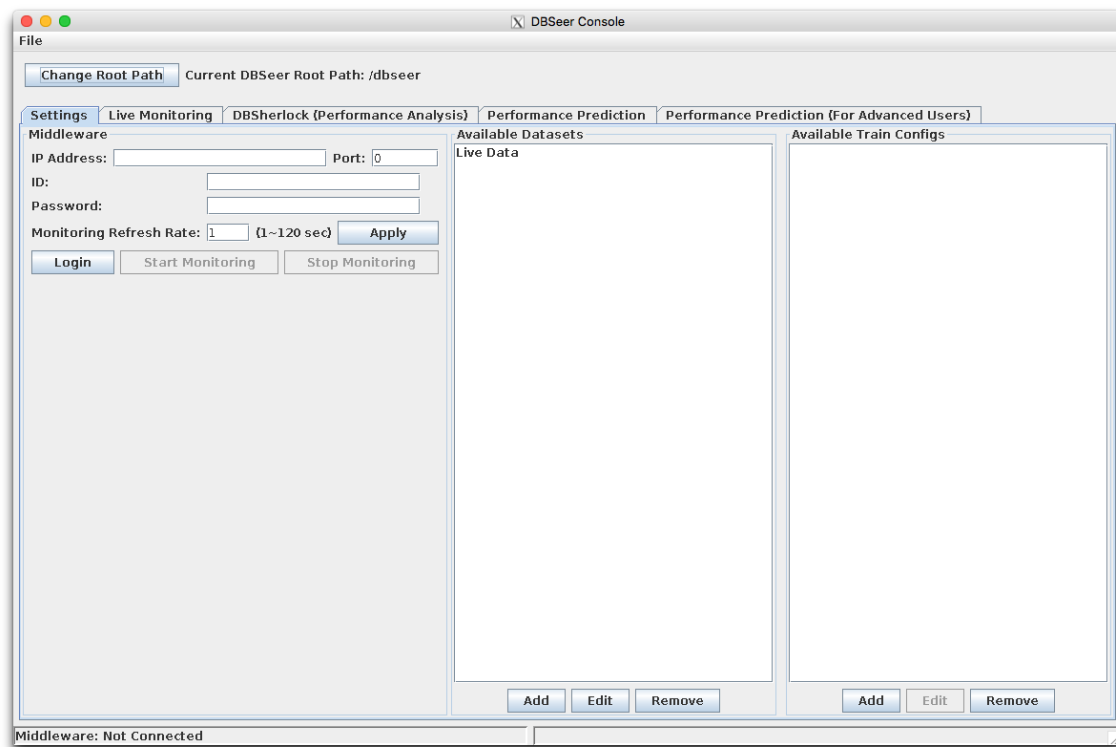 DBSeer Console
File
Change Root Path Current DBSeer Root Path: /dbseer
Settings Live Monitoring DBSherlock (Performance Analysis) Performance Prediction Performance Prediction (For Advanced Users)
Middleware
IP Address: Port: 0
ID:
Password:
Monitoring Refresh Rate: 1 (1~120 sec) Apply
Login Start Monitoring Stop Monitoring
Available Datasets
Live Data
Add Edit Remove
Available Train Configs
Add Edit Remove
Middleware: Not Connected